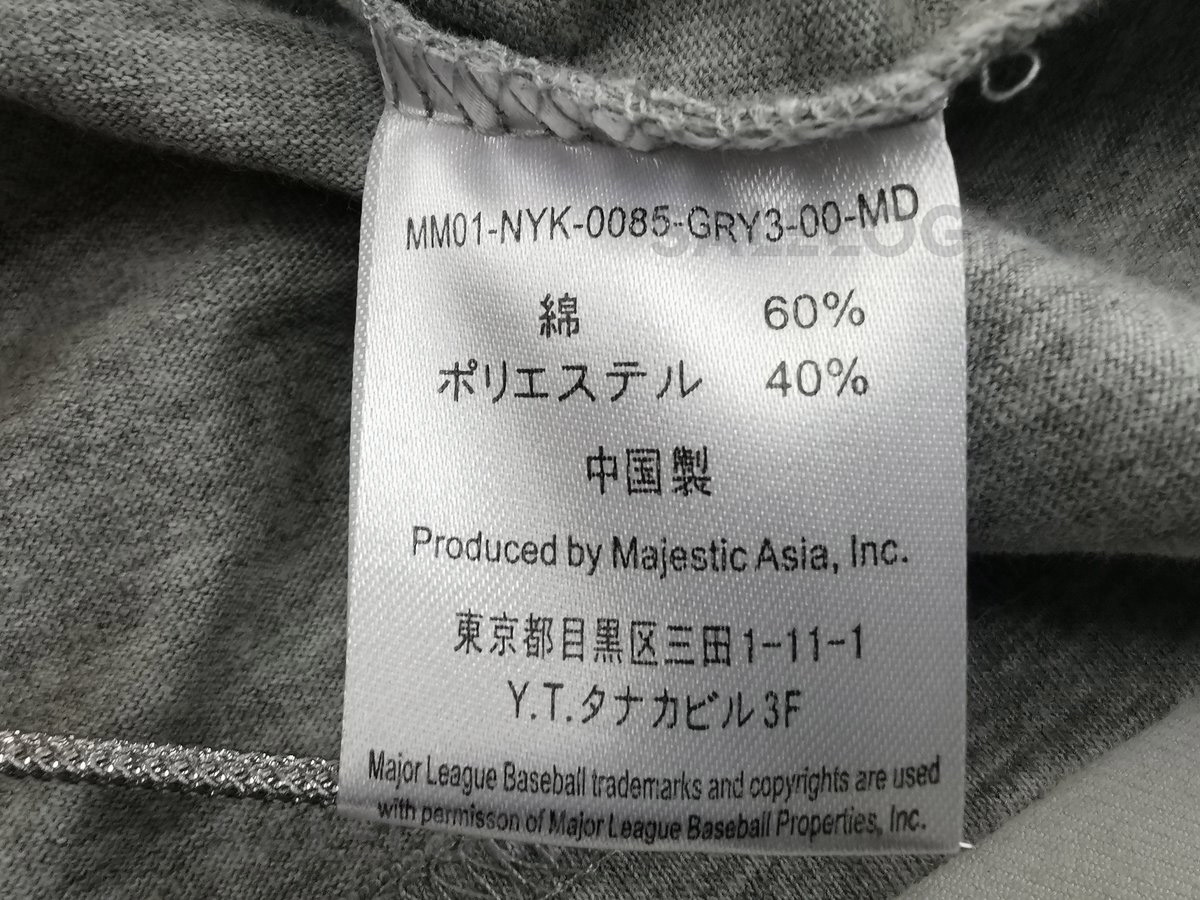 MM01-NYK-0085-GRY3-00-MD
綿 60%
ポリエステル 40%
中国製
Produced by Majestic Asia, Inc.
東京都目黒区三田1-11-1
Y.T.タナカビル3F
Major League Baseball trademarks and copyrights are used
with permisson of Major League Baseball Properties, Inc.